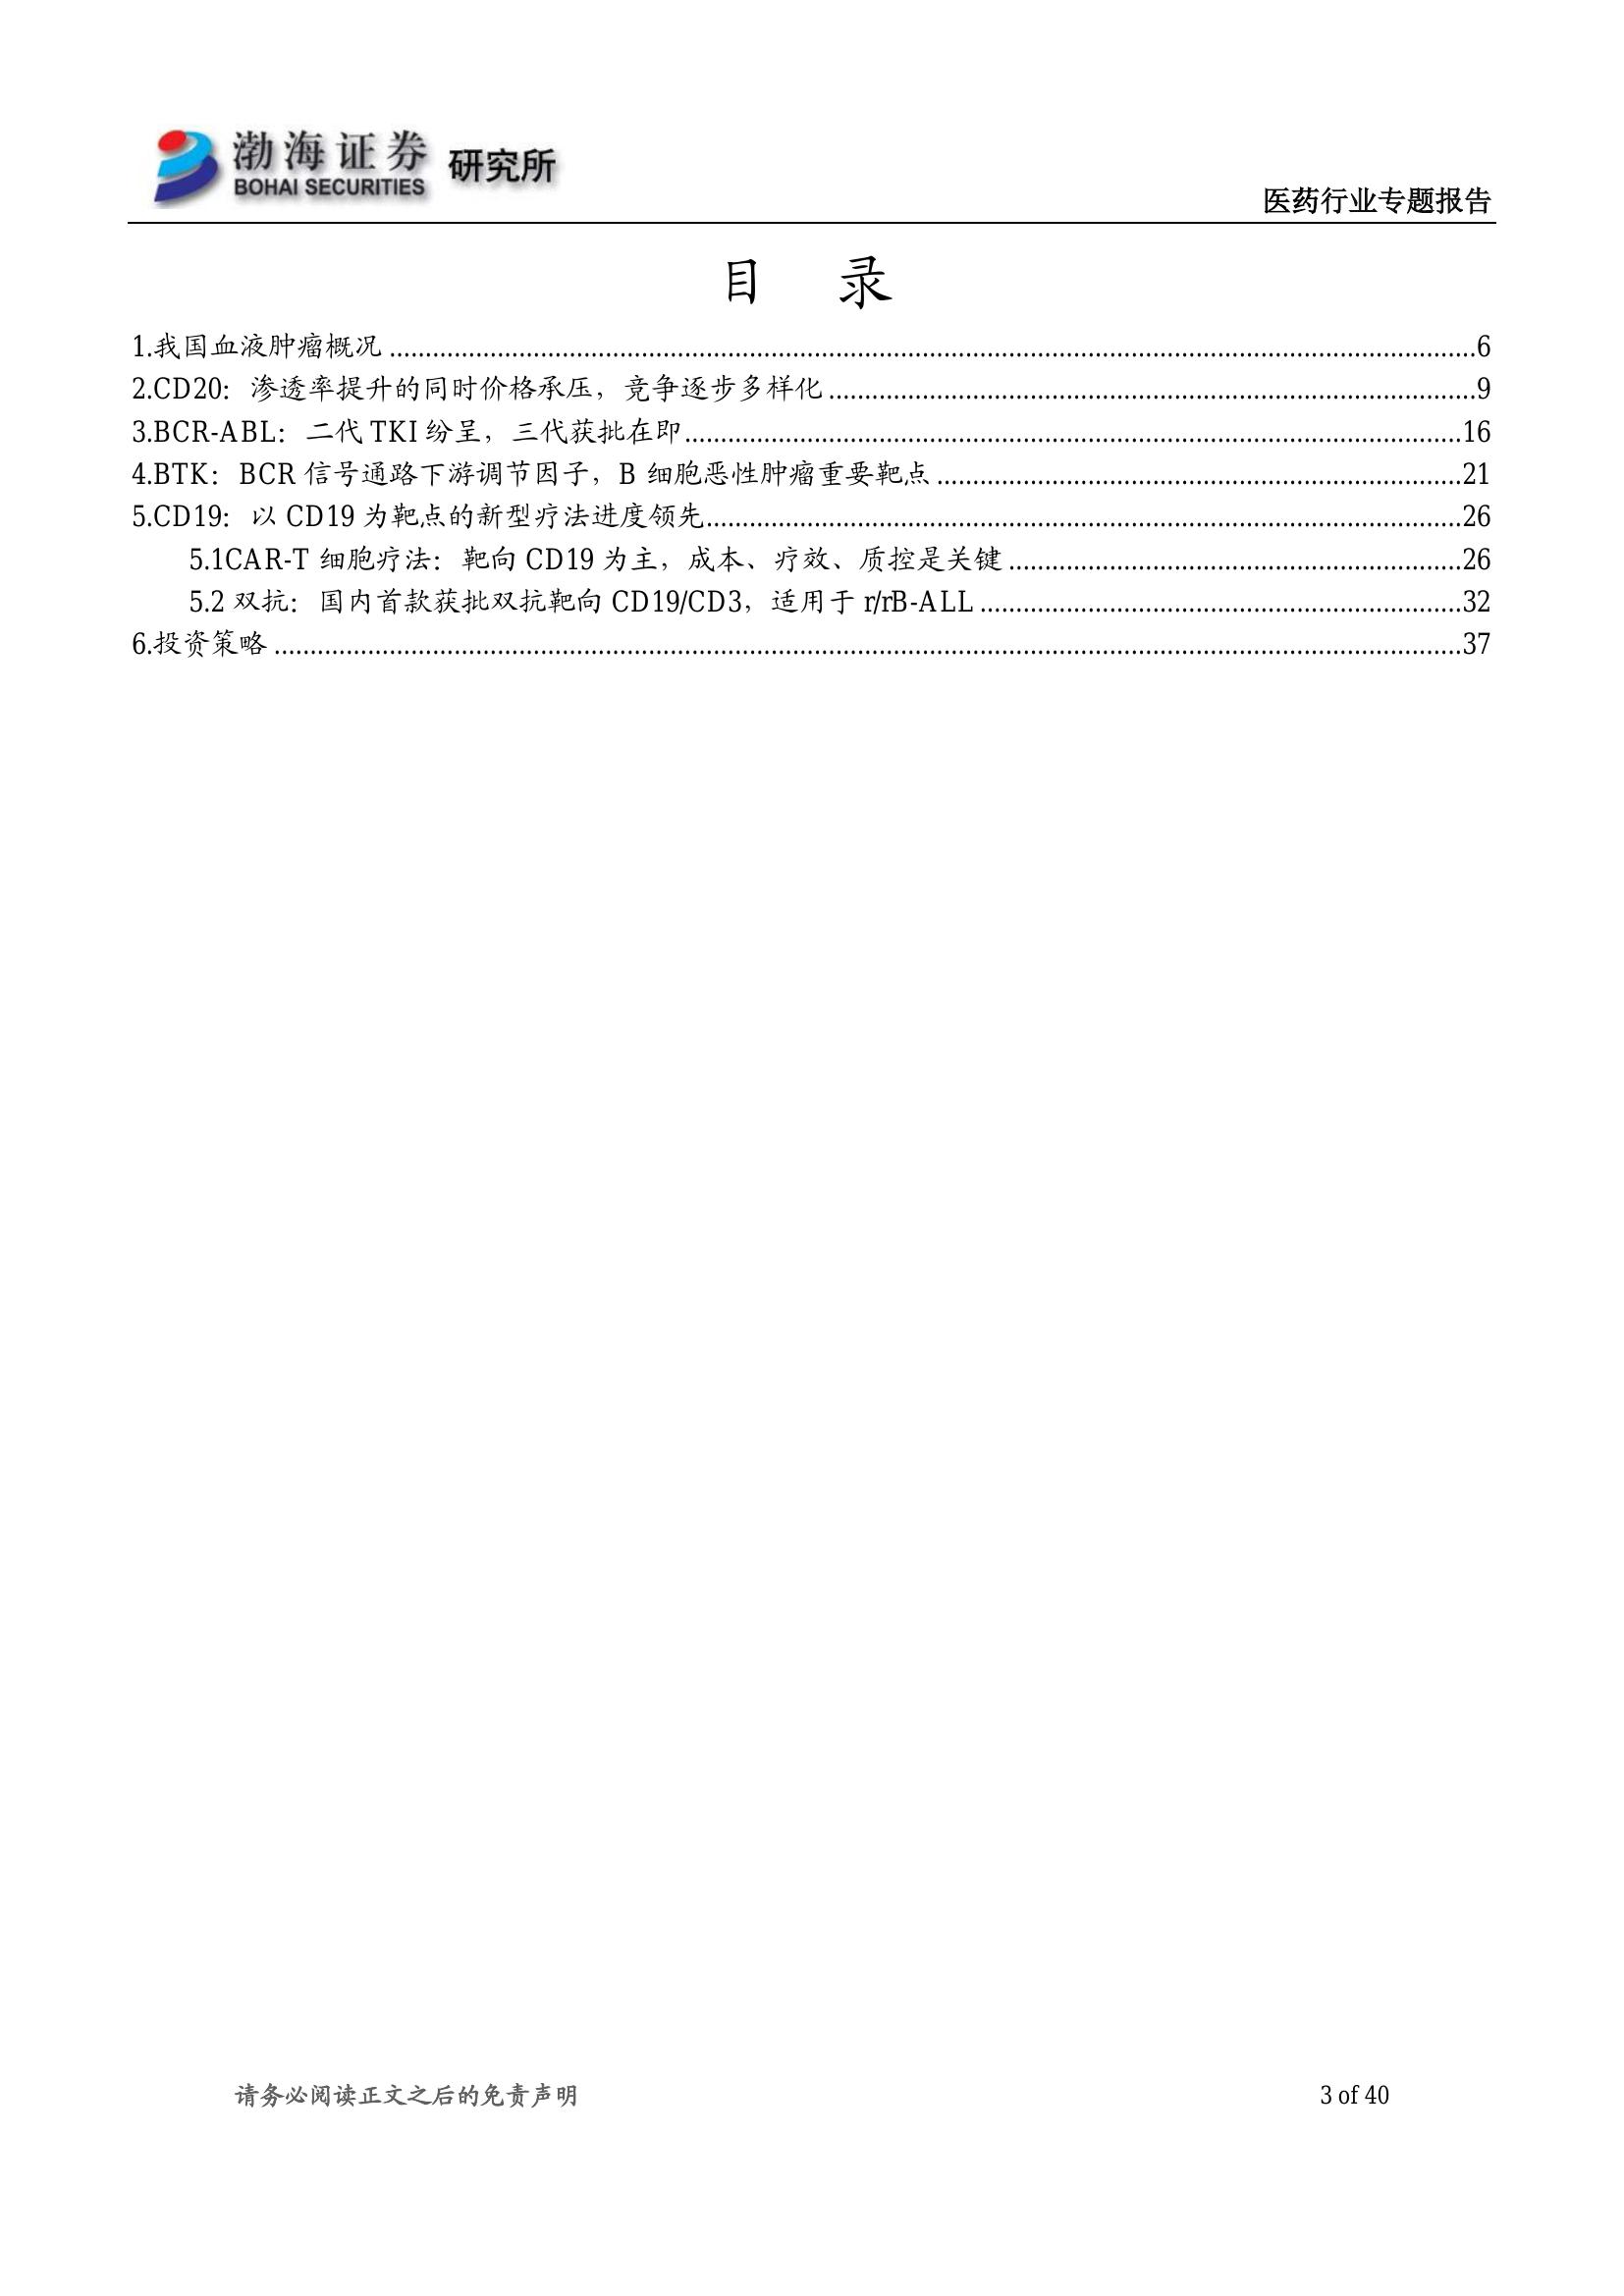 渤海证券 研究所
BOHAI SECURITIES
医药行业专题报告
目 录
1.我国血液肿瘤概况 ........................................ 6
2.CD20：渗透率提升的同时价格承压，竞争逐步多样化 ........................................ 9
3.BCR-ABL：二代 TKI 纷呈，三代获批在即 ........................................ 16
4.BTK：BCR 信号通路下游调节因子，B 细胞恶性肿瘤重要靶点 ........................................ 21
5.CD19：以 CD19 为靶点的新型疗法进度领先 ........................................ 26
5.1CAR-T 细胞疗法：靶向 CD19 为主，成本、疗效、质控是关键 ........................................ 26
5.2 双抗：国内首款获批双抗靶向 CD19/CD3，适用于 r/rB-ALL ........................................ 32
6.投资策略 ........................................ 37
请务必阅读正文之后的免责声明 3 of 40